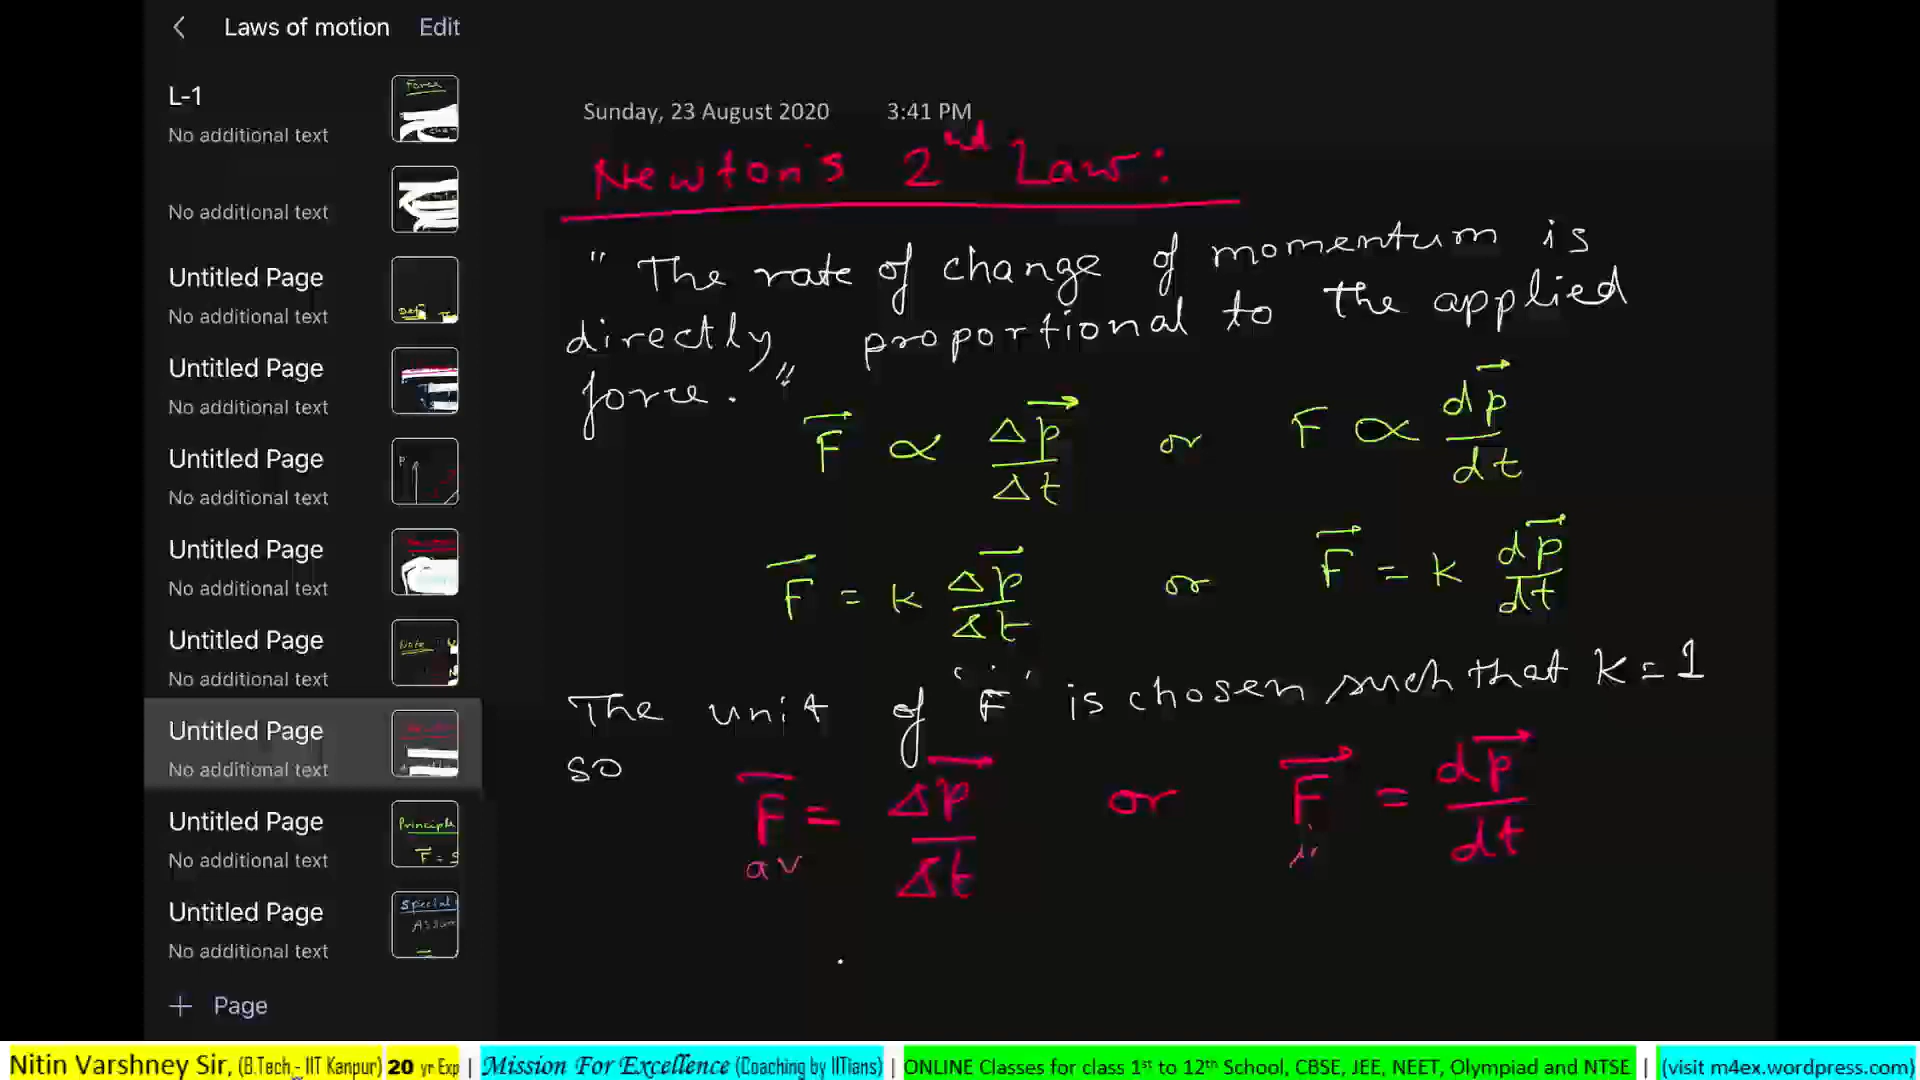 Laws of motion Edit
L-1
No additional text
No additional text
Untitled Page
No additional text
Untitled Page
No additional text
Untitled Page
No additional text
Untitled Page
No additional text
Untitled Page
No additional text
Untitled Page
No additional text
Untitled Page
No additional text
Untitled Page
No additional text
+ Page
Force
Note
Principle
Special
Sunday, 23 August 2020 3:41 PM
Newton's 2nd Law:
"The rate of change of momentum is
directly proportional to the applied
force."
F⃗ ∝ Δp⃗/Δt or F ∝ dp⃗/dt
F⃗ = k Δp⃗/Δt or F⃗ = k dp⃗/dt
The unit of 'F' is chosen such that k = 1
so
F⃗av = Δp⃗/Δt or F⃗ = dp⃗/dt
Nitin Varshney Sir, (B.Tech,- IIT Kanpur) 20 yr Exp | Mission For Excellence (Coaching by IITians) | ONLINE Classes for class 1st to 12th School, CBSE, JEE, NEET, Olympiad and NTSE | (visit m4ex.wordpress.com)